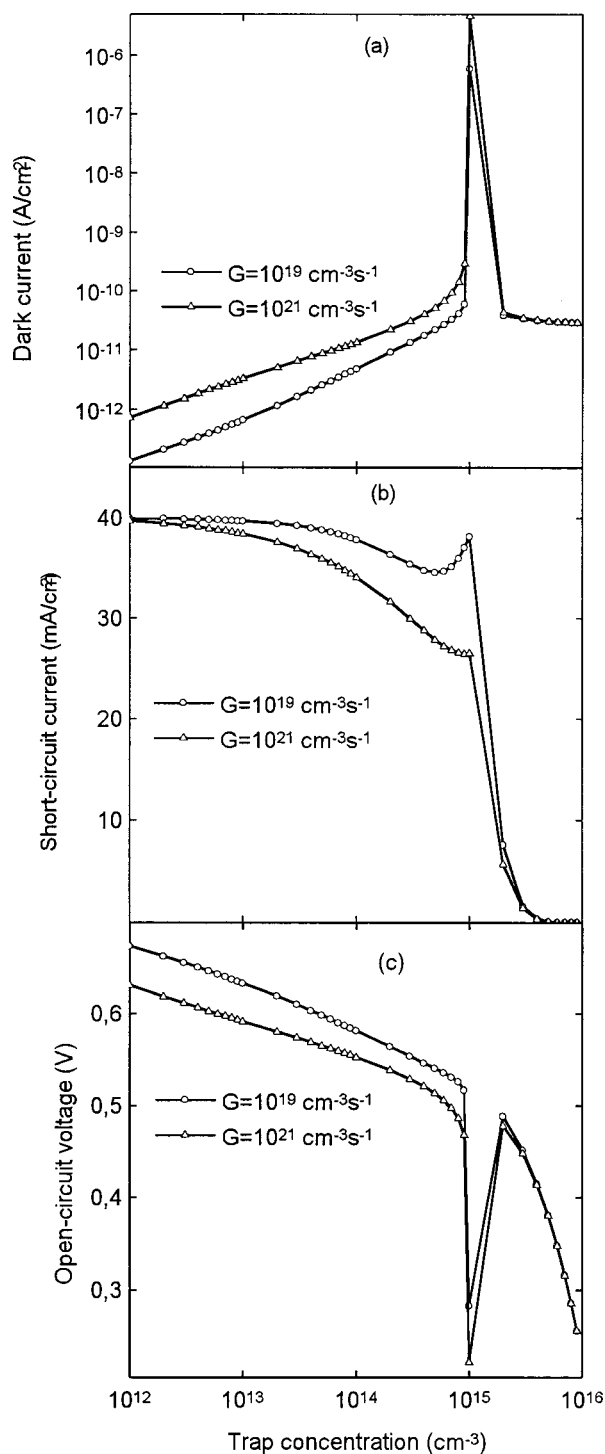 (a)
10⁻⁶
10⁻⁷
10⁻⁸
10⁻⁹
10⁻¹⁰
10⁻¹¹
10⁻¹²
Dark current (A/cm²)
G=10¹⁹ cm⁻³s⁻¹
G=10²¹ cm⁻³s⁻¹
(b)
40
30
20
10
Short-circuit current (mA/cm²)
G=10¹⁹ cm⁻³s⁻¹
G=10²¹ cm⁻³s⁻¹
(c)
0,6
0,5
0,4
0,3
Open-circuit voltage (V)
G=10¹⁹ cm⁻³s⁻¹
G=10²¹ cm⁻³s⁻¹
10¹² 10¹³ 10¹⁴ 10¹⁵ 10¹⁶
Trap concentration (cm⁻³)